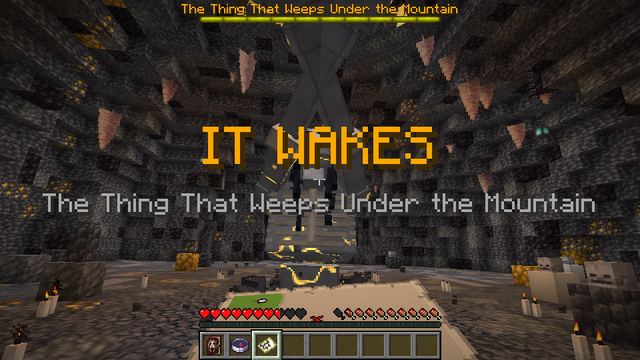 The Thing That Weeps Under the Mountain
IT WAKES
The Thing That Weeps Under the Mountain